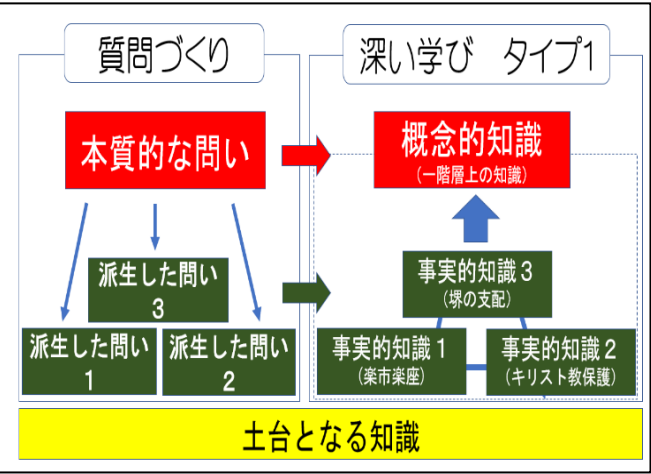 質問づくり
本質的な問い
派生した問い
3
派生した問い
1
派生した問い
2
深い学び タイプ1
概念的知識
(一階層上の知識)
事実的知識3
(堺の支配)
事実的知識1
(楽市楽座)
事実的知識2
(キリスト教保護)
土台となる知識